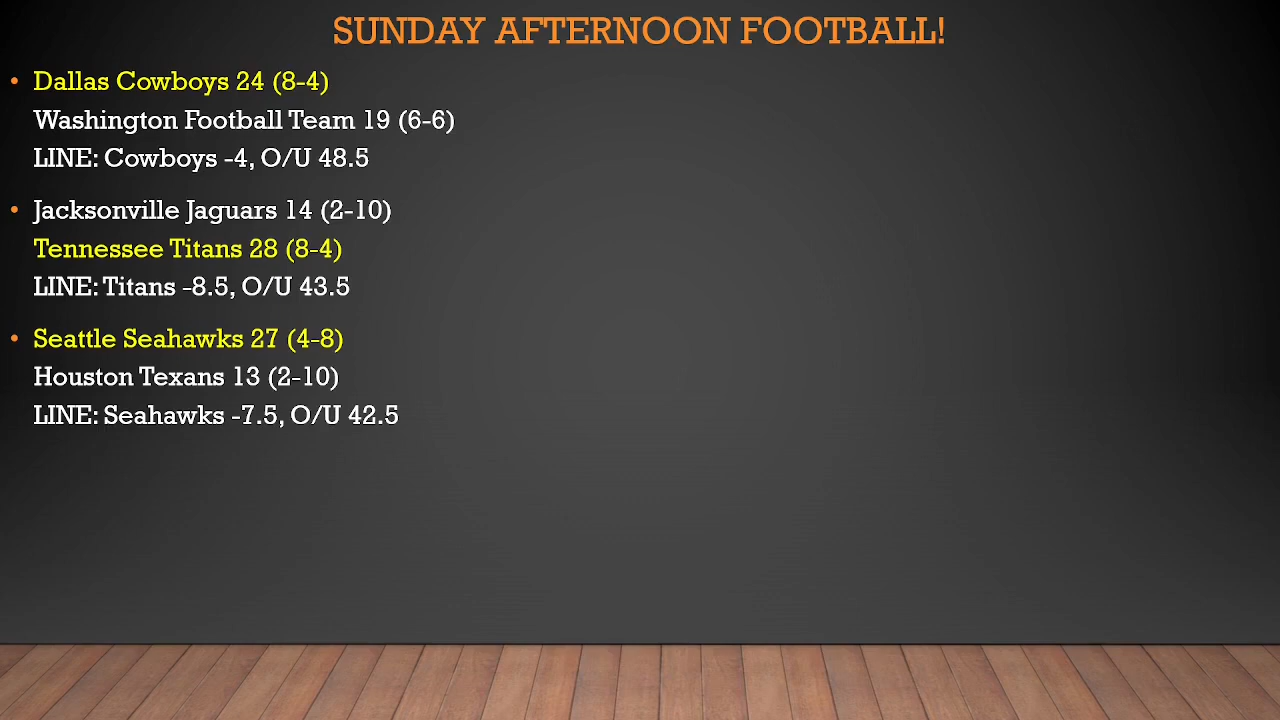 SUNDAY AFTERNOON FOOTBALL!
• Dallas Cowboys 24 (8-4)
Washington Football Team 19 (6-6)
LINE: Cowboys -4, O/U 48.5
• Jacksonville Jaguars 14 (2-10)
Tennessee Titans 28 (8-4)
LINE: Titans -8.5, O/U 43.5
• Seattle Seahawks 27 (4-8)
Houston Texans 13 (2-10)
LINE: Seahawks -7.5, O/U 42.5